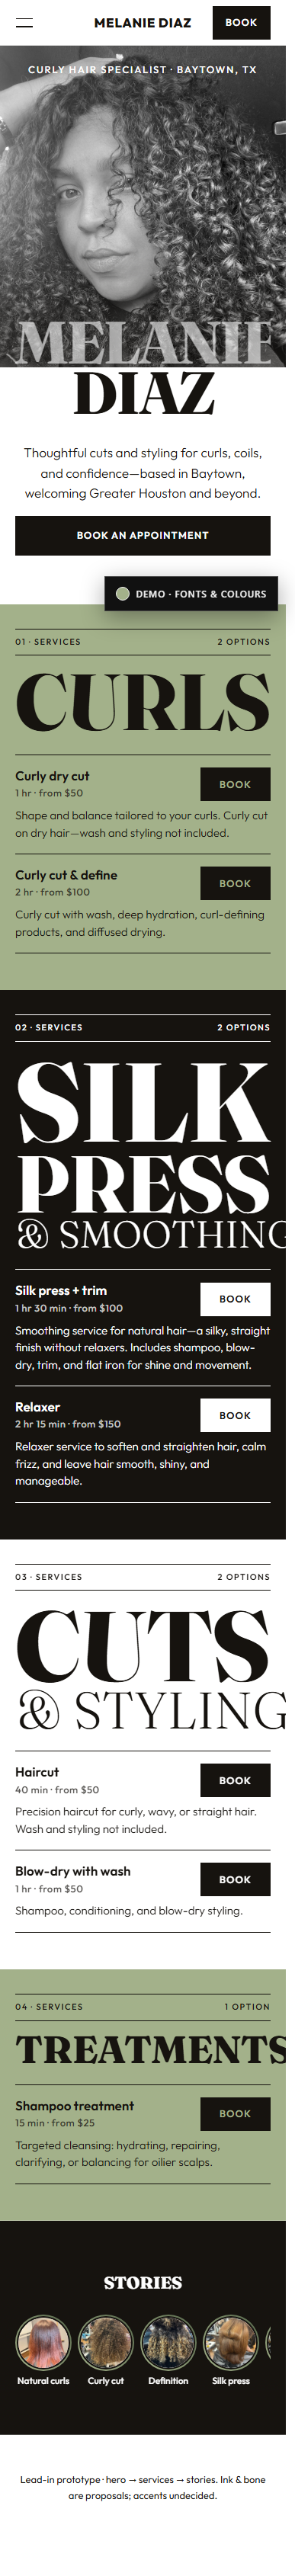 MELANIE DIAZ
BOOK
CURLY HAIR SPECIALIST · BAYTOWN, TX
MELANIE
DIAZ
Thoughtful cuts and styling for curls, coils,
and confidence—based in Baytown,
welcoming Greater Houston and beyond.
BOOK AN APPOINTMENT
DEMO · FONTS & COLOURS
01 · SERVICES
2 OPTIONS
CURLS
Curly dry cut
1 hr · from $50
BOOK
Shape and balance tailored to your curls. Curly cut
on dry hair—wash and styling not included.
Curly cut & define
2 hr · from $100
BOOK
Curly cut with wash, deep hydration, curl-defining
products, and diffused drying.
02 · SERVICES
2 OPTIONS
SILK
PRESS
& SMOOTHING
Silk press + trim
1 hr 30 min · from $100
BOOK
Smoothing service for natural hair—a silky, straight
finish without relaxers. Includes shampoo, blow-
dry, trim, and flat iron for shine and movement.
Relaxer
2 hr 15 min · from $150
BOOK
Relaxer service to soften and straighten hair, calm
frizz, and leave hair smooth, shiny, and
manageable.
03 · SERVICES
2 OPTIONS
CUTS
& STYLING
Haircut
40 min · from $50
BOOK
Precision haircut for curly, wavy, or straight hair.
Wash and styling not included.
Blow-dry with wash
1 hr · from $50
BOOK
Shampoo, conditioning, and blow-dry styling.
04 · SERVICES
1 OPTION
TREATMENTS
Shampoo treatment
15 min · from $25
BOOK
Targeted cleansing: hydrating, repairing,
clarifying, or balancing for oilier scalps.
STORIES
Natural curls
Curly cut
Definition
Silk press
Lead-in prototype · hero → services → stories. Ink & bone
are proposals; accents undecided.